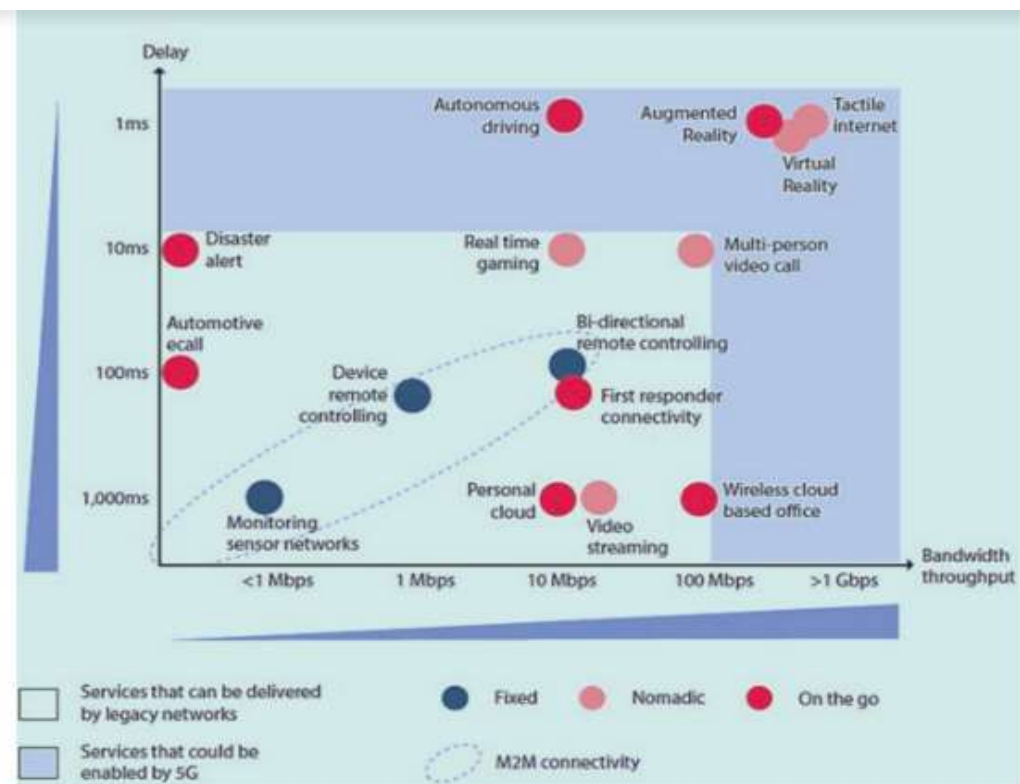 Delay
Autonomous
driving
Augmented
Reality
Tactile
internet
1ms
Virtual
Reality
10ms
Disaster
alert
Real time
gaming
Multi-person
video call
Automotive
ecall
Bi-directional
remote controlling
100ms
Device
remote
controlling
First responder
connectivity
1,000ms
Monitoring
sensor networks
Personal
cloud
Video
streaming
Wireless cloud
based office
Bandwidth
throughput
<1 Mbps
1 Mbps
10 Mbps
100 Mbps
>1 Gbps
Services that can be delivered
by legacy networks
Fixed
Nomadic
On the go
Services that could be
enabled by 5G
M2M connectivity